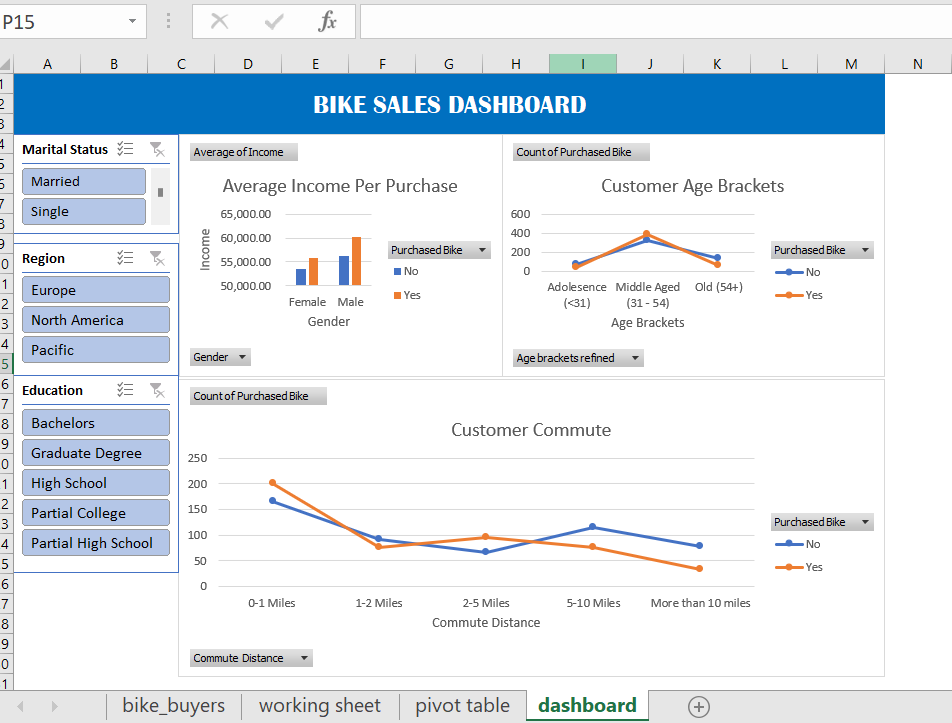 P15
fx
A B C D E F G H I J K L M N
BIKE SALES DASHBOARD
Marital Status
Married
Single
Region
Europe
North America
Pacific
Education
Bachelors
Graduate Degree
High School
Partial College
Partial High School
Average of Income
Average Income Per Purchase
65,000.00
60,000.00
55,000.00
50,000.00
Income
Female Male
Gender
Purchased Bike
No
Yes
Gender
Count of Purchased Bike
Customer Age Brackets
600
400
200
0
Adolesence (<31)
Middle Aged (31 - 54)
Old (54+)
Age Brackets
Purchased Bike
No
Yes
Age brackets refined
Count of Purchased Bike
Customer Commute
250
200
150
100
50
0
0-1 Miles 1-2 Miles 2-5 Miles 5-10 Miles More than 10 miles
Commute Distance
Purchased Bike
No
Yes
Commute Distance
bike_buyers working sheet pivot table dashboard